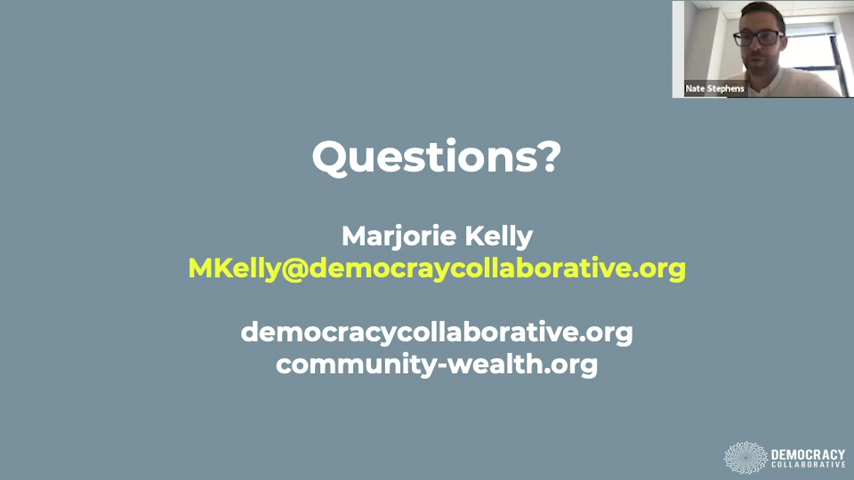 Nate Stephens
Questions?
Marjorie Kelly
MKelly@democraycollaborative.org
democracycollaborative.org
community-wealth.org
DEMOCRACY
COLLABORATIVE